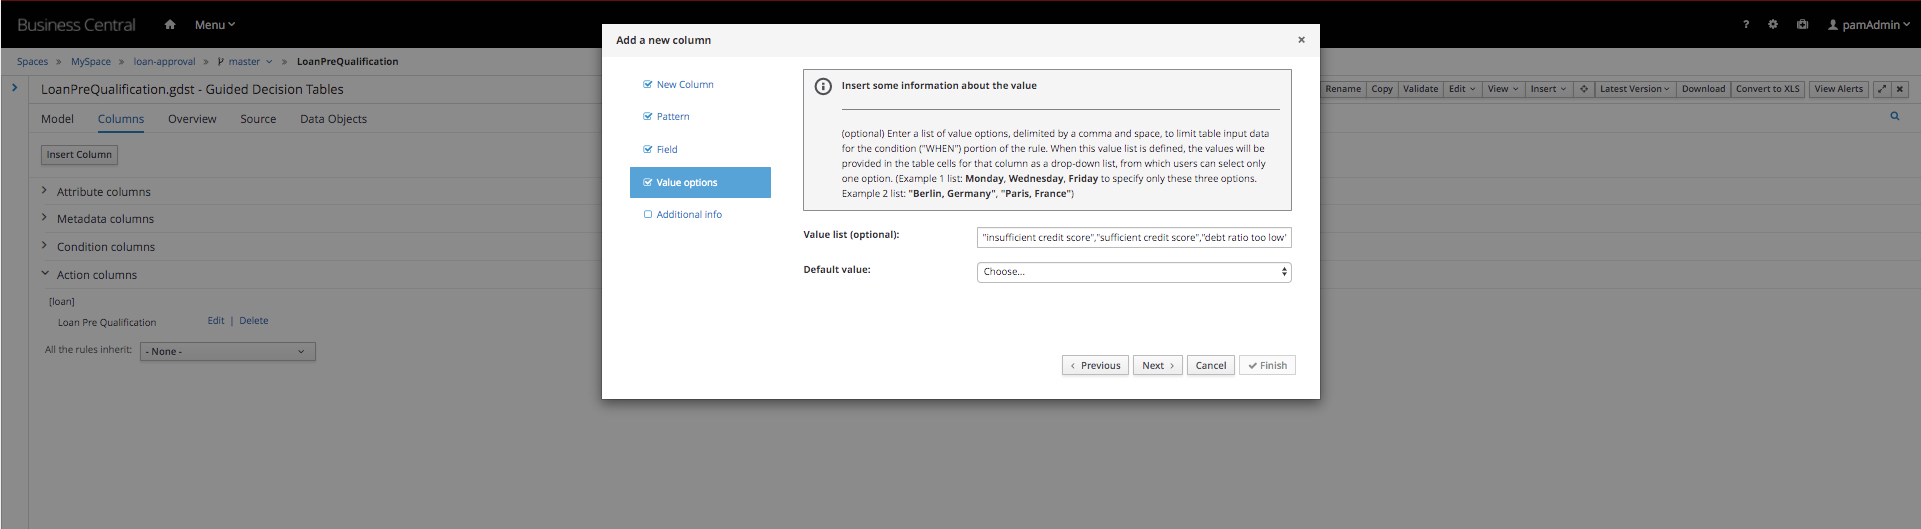 Business Central Menu ? pamAdmin
Spaces » MySpace » loan-approval » master » LoanPreQualification
LoanPreQualification.gdst - Guided Decision Tables
Rename Copy Validate Edit View Insert Latest Version Download Convert to XLS View Alerts
Model Columns Overview Source Data Objects
Insert Column
Attribute columns
Metadata columns
Condition columns
Action columns
[loan]
Loan Pre Qualification Edit | Delete
All the rules inherit: - None -
Add a new column ×
New Column
Pattern
Field
Value options
Additional info
Insert some information about the value
(optional) Enter a list of value options, delimited by a comma and space, to limit table input data
for the condition ("WHEN") portion of the rule. When this value list is defined, the values will be
provided in the table cells for that column as a drop-down list, from which users can select only
one option. (Example 1 list: Monday, Wednesday, Friday to specify only these three options.
Example 2 list: "Berlin, Germany", "Paris, France")
Value list (optional): "insufficient credit score","sufficient credit score","debt ratio too low"
Default value: Choose...
‹ Previous Next › Cancel ✔ Finish